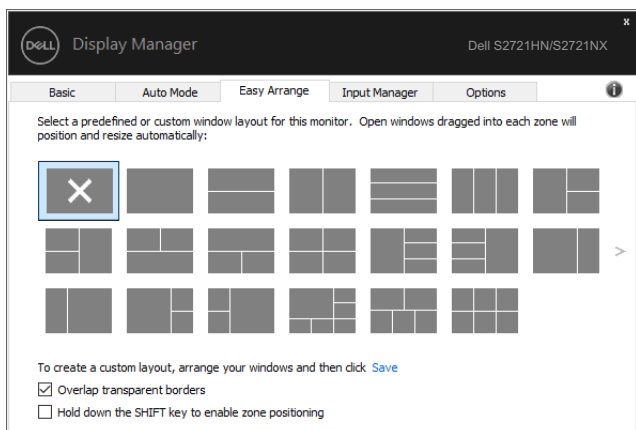 x
DELL Display Manager Dell S2721HN/S2721NX
Basic Auto Mode Easy Arrange Input Manager Options i
Select a predefined or custom window layout for this monitor. Open windows dragged into each zone will
position and resize automatically:
>
To create a custom layout, arrange your windows and then click Save
Overlap transparent borders
Hold down the SHIFT key to enable zone positioning